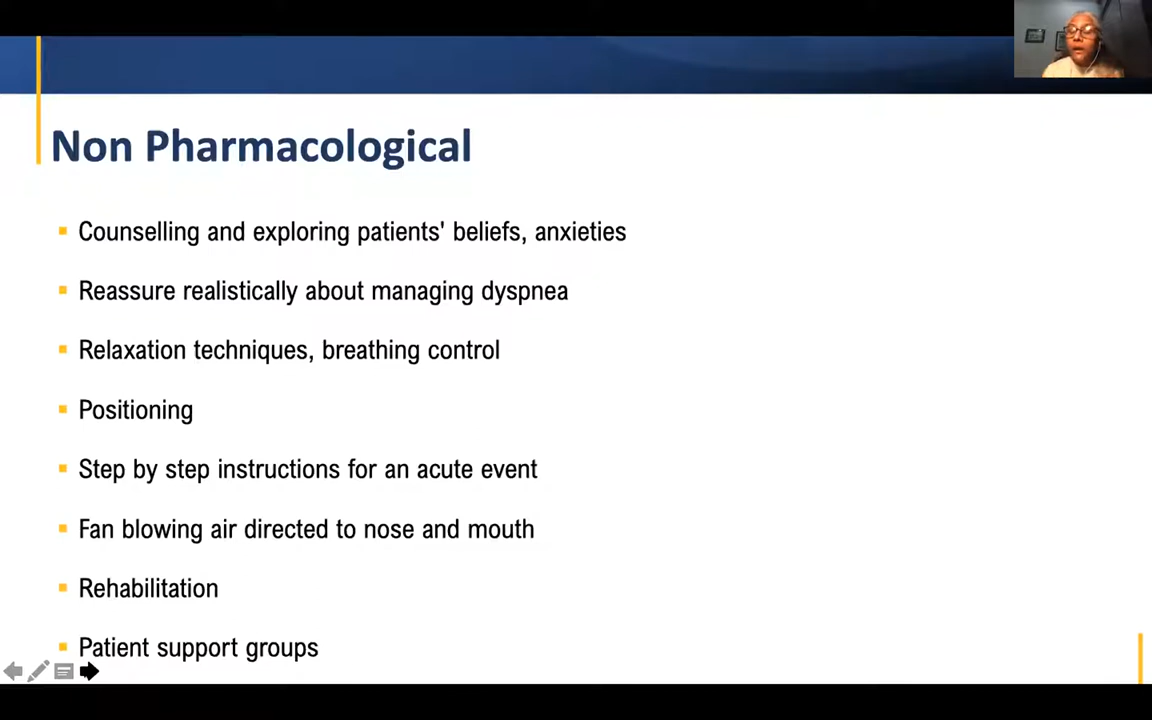 Non Pharmacological
Counselling and exploring patients' beliefs, anxieties
Reassure realistically about managing dyspnea
Relaxation techniques, breathing control
Positioning
Step by step instructions for an acute event
Fan blowing air directed to nose and mouth
Rehabilitation
Patient support groups